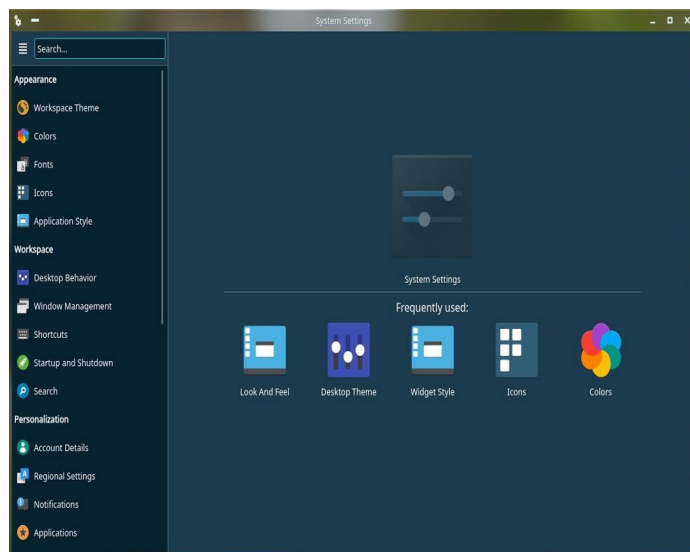 System Settings
Search...
Appearance
Workspace Theme
Colors
Fonts
Icons
Application Style
Workspace
Desktop Behavior
Window Management
Shortcuts
Startup and Shutdown
Search
Personalization
Account Details
Regional Settings
Notifications
Applications
System Settings
Frequently used:
Look And Feel
Desktop Theme
Widget Style
Icons
Colors